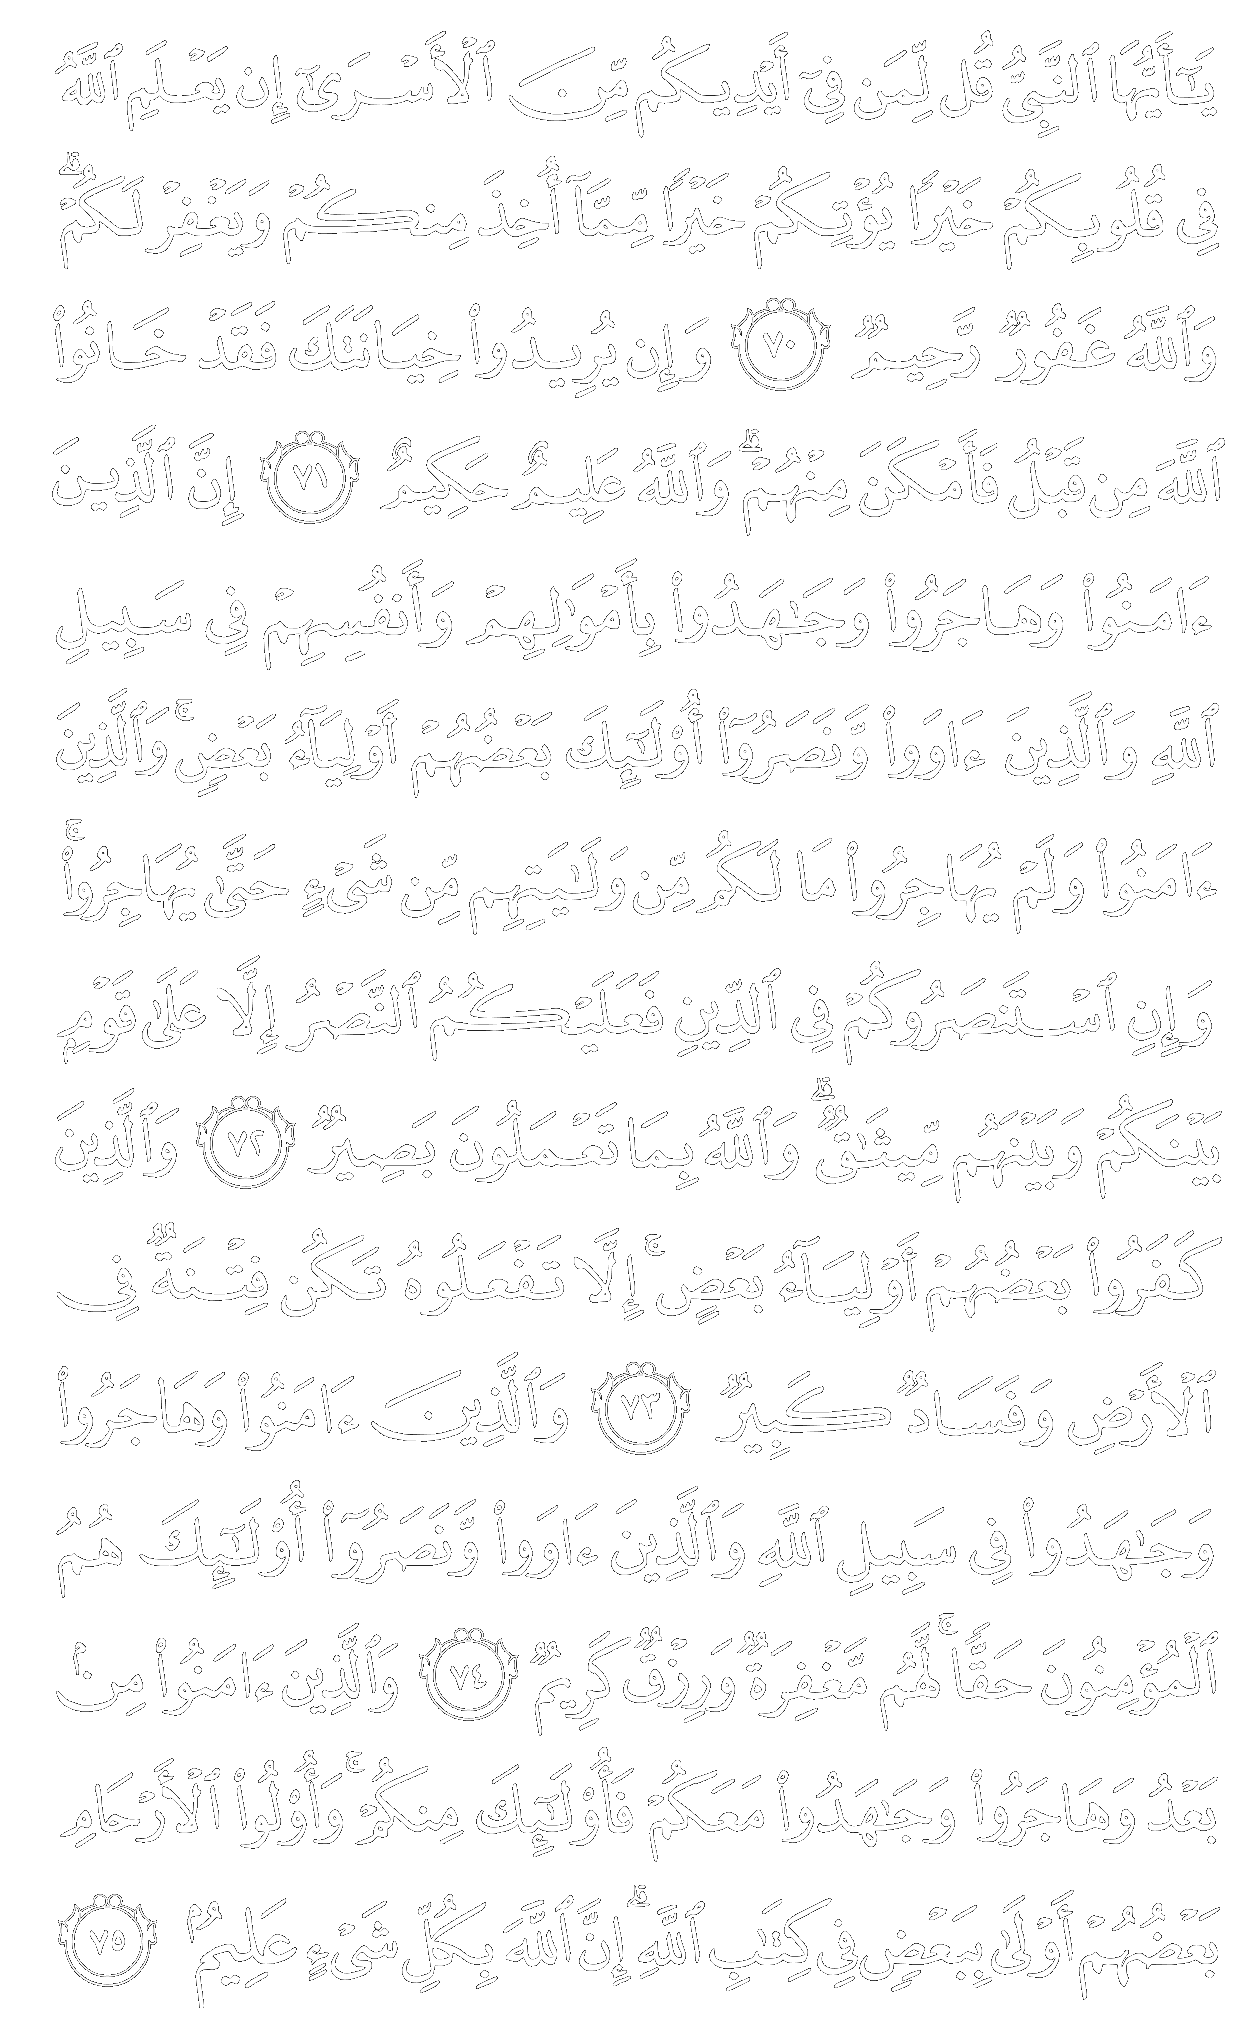 يَـٰٓأَيُّهَا ٱلنَّبِىُّ قُل لِّمَن فِىٓ أَيْدِيكُم مِّنَ ٱلْأَسْرَىٰٓ إِن يَعْلَمِ ٱللَّهُ
فِى قُلُوبِكُمْ خَيْرًا يُؤْتِكُمْ خَيْرًا مِّمَّآ أُخِذَ مِنكُمْ وَيَغْفِرْ لَكُمْ ۗ
وَٱللَّهُ غَفُورٌ رَّحِيمٌ ٧٠ وَإِن يُرِيدُوا۟ خِيَانَتَكَ فَقَدْ خَانُوا۟
ٱللَّهَ مِن قَبْلُ فَأَمْكَنَ مِنْهُمْ ۗ وَٱللَّهُ عَلِيمٌ حَكِيمٌ ٧١ إِنَّ ٱلَّذِينَ
ءَامَنُوا۟ وَهَاجَرُوا۟ وَجَـٰهَدُوا۟ بِأَمْوَٰلِهِمْ وَأَنفُسِهِمْ فِى سَبِيلِ
ٱللَّهِ وَٱلَّذِينَ ءَاوَوا۟ وَّنَصَرُوٓا۟ أُو۟لَـٰٓئِكَ بَعْضُهُمْ أَوْلِيَآءُ بَعْضٍ ۚ وَٱلَّذِينَ
ءَامَنُوا۟ وَلَمْ يُهَاجِرُوا۟ مَا لَكُم مِّن وَلَـٰيَتِهِم مِّن شَىْءٍ حَتَّىٰ يُهَاجِرُوا۟ ۚ
وَإِنِ ٱسْتَنصَرُوكُمْ فِى ٱلدِّينِ فَعَلَيْكُمُ ٱلنَّصْرُ إِلَّا عَلَىٰ قَوْمٍۭ
بَيْنَكُمْ وَبَيْنَهُم مِّيثَـٰقٌ ۗ وَٱللَّهُ بِمَا تَعْمَلُونَ بَصِيرٌ ٧٢ وَٱلَّذِينَ
كَفَرُوا۟ بَعْضُهُمْ أَوْلِيَآءُ بَعْضٍ ۚ إِلَّا تَفْعَلُوهُ تَكُن فِتْنَةٌ فِى
ٱلْأَرْضِ وَفَسَادٌ كَبِيرٌ ٧٣ وَٱلَّذِينَ ءَامَنُوا۟ وَهَاجَرُوا۟
وَجَـٰهَدُوا۟ فِى سَبِيلِ ٱللَّهِ وَٱلَّذِينَ ءَاوَوا۟ وَّنَصَرُوٓا۟ أُو۟لَـٰٓئِكَ هُمُ
ٱلْمُؤْمِنُونَ حَقًّا ۚ لَّهُم مَّغْفِرَةٌ وَرِزْقٌ كَرِيمٌ ٧٤ وَٱلَّذِينَ ءَامَنُوا۟ مِنۢ
بَعْدُ وَهَاجَرُوا۟ وَجَـٰهَدُوا۟ مَعَكُمْ فَأُو۟لَـٰٓئِكَ مِنكُمْ ۚ وَأُو۟لُوا۟ ٱلْأَرْحَامِ
بَعْضُهُمْ أَوْلَىٰ بِبَعْضٍ فِى كِتَـٰبِ ٱللَّهِ ۗ إِنَّ ٱللَّهَ بِكُلِّ شَىْءٍ عَلِيمٌۢ ٧٥